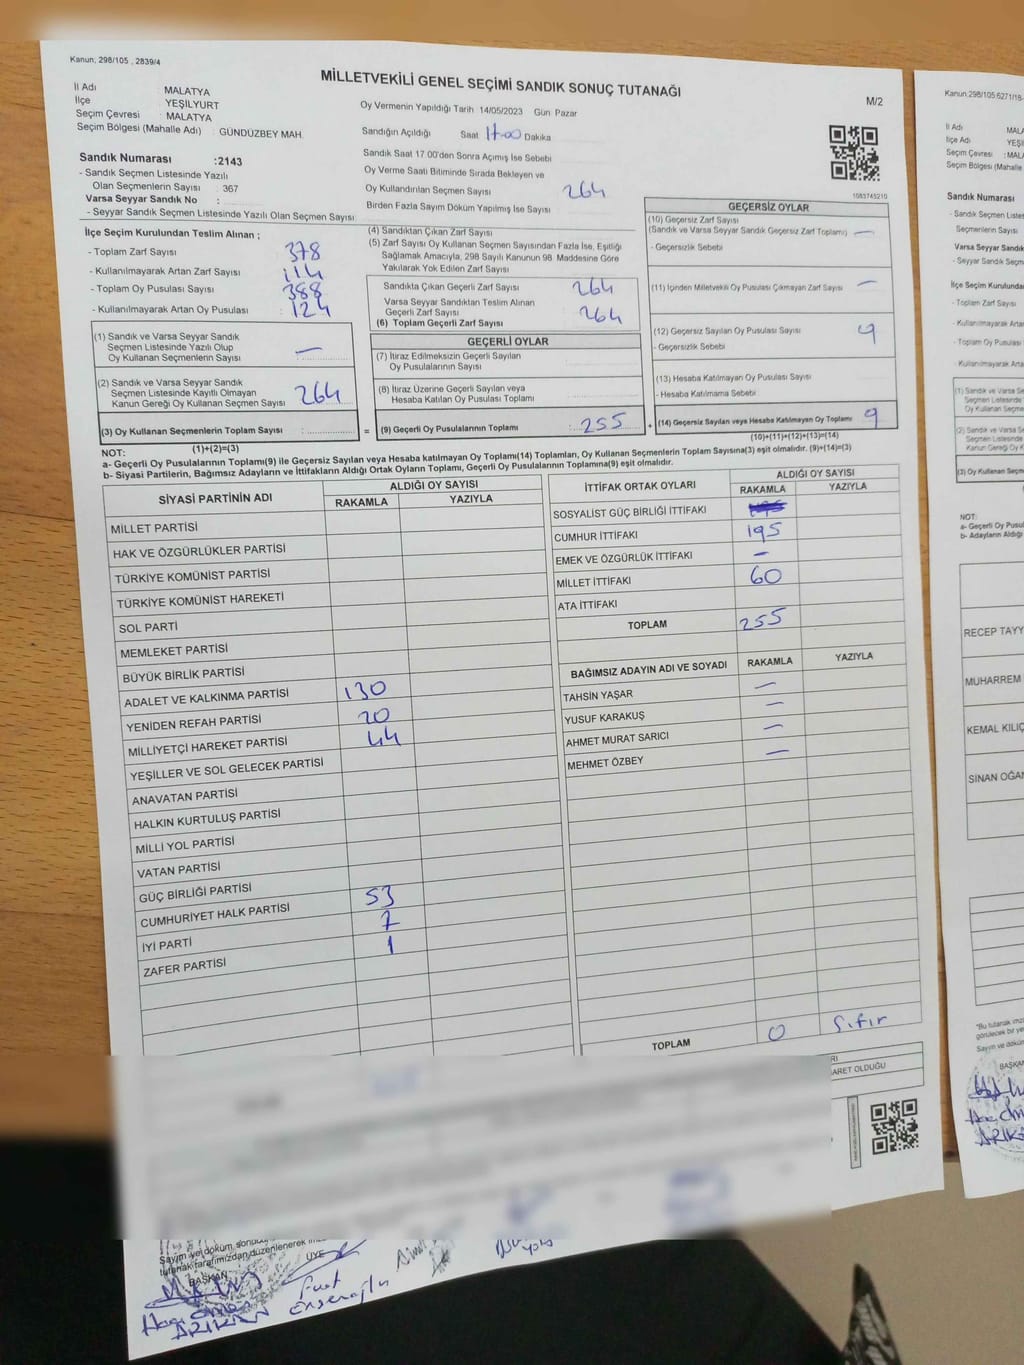 Kanun, 298/105 , 2839/4
MİLLETVEKİLİ GENEL SEÇİMİ SANDIK SONUÇ TUTANAĞI
M/2
İl Adı : MALATYA
İlçe : YEŞİLYURT
Seçim Çevresi : MALATYA
Seçim Bölgesi (Mahalle Adı) : GÜNDÜZBEY MAH.
Sandık Numarası :2143
- Sandık Seçmen Listesinde Yazılı
Olan Seçmenlerin Sayısı : 367
Varsa Seyyar Sandık No :
- Seyyar Sandık Seçmen Listesinde Yazılı Olan Seçmen Sayısı:
Oy Vermenin Yapıldığı Tarih 14/05/2023 Gün Pazar
Sandığın Açıldığı Saat 17.00 Dakika
Sandık Saat 17 00'den Sonra Açımış İse Sebebi
Oy Verme Saati Bitiminde Sırada Bekleyen ve
Oy Kullandırılan Seçmen Sayısı 264
Birden Fazla Sayım Döküm Yapılmış İse Sayısı
1083745210
İlçe Seçim Kurulundan Teslim Alınan ;
- Toplam Zarf Sayısı : 378
- Kullanılmayarak Artan Zarf Sayısı : 114
- Toplam Oy Pusulası Sayısı : 388
- Kullanılmayarak Artan Oy Pusulası : 124
(1) Sandık ve Varsa Seyyar Sandık
Seçmen Listesinde Yazılı Olup
Oy Kullanan Seçmenlerin Sayısı : —
(2) Sandık ve Varsa Seyyar Sandık
Seçmen Listesinde Kayıtlı Olmayan
Kanun Gereği Oy Kullanan Seçmen Sayısı : 264
(3) Oy Kullanan Seçmenlerin Toplam Sayısı : =
(1)+(2)=(3)
(4) Sandıktan Çıkan Zarf Sayısı :
(5) Zarf Sayısı Oy Kullanan Seçmen Sayısından Fazla İse, Eşitliği
Sağlamak Amacıyla, 298 Sayılı Kanunun 98 Maddesine Göre
Yakılarak Yok Edilen Zarf Sayısı :
Sandıkta Çıkan Geçerli Zarf Sayısı : 264
Varsa Seyyar Sandıktan Teslim Alınan
Geçerli Zarf Sayısı : 264
(6) Toplam Geçerli Zarf Sayısı :
GEÇERLİ OYLAR
(7) İtiraz Edilmeksizin Geçerli Sayılan
Oy Pusulalarının Sayısı :
(8) İtiraz Üzerine Geçerli Sayılan veya
Hesaba Katılan Oy Pusulası Toplamı :
(9) Geçerli Oy Pusulalarının Toplamı : 255 +
GEÇERSİZ OYLAR
(10) Geçersiz Zarf Sayısı
(Sandık ve Varsa Seyyar Sandık Geçersiz Zarf Toplamı) : —
- Geçersizlik Sebebi
(11) İçinden Milletvekili Oy Pusulası Çıkmayan Zarf Sayısı : —
(12) Geçersiz Sayılan Oy Pusulası Sayısı : 9
- Geçersizlik Sebebi
(13) Hesaba Katılmayan Oy Pusulası Sayısı :
- Hesaba Katılmama Sebebi
(14) Geçersiz Sayılan veya Hesaba Katılmayan Oy Toplamı : 9
(10)+(11)+(12)+(13)=(14)
NOT:
a- Geçerli Oy Pusulalarının Toplamı(9) ile Geçersiz Sayılan veya Hesaba katılmayan Oy Toplamı(14) Toplamları, Oy Kullanan Seçmenlerin Toplam Sayısına(3) eşit olmalıdır. (9)+(14)=(3)
b- Siyasi Partilerin, Bağımsız Adayların ve İttifakların Aldığı Ortak Oyların Toplamı, Geçerli Oy Pusulalarının Toplamına(9) eşit olmalıdır.
SİYASİ PARTİNİN ADI
ALDIĞI OY SAYISI
RAKAMLA YAZIYLA
MİLLET PARTİSİ
HAK VE ÖZGÜRLÜKLER PARTİSİ
TÜRKİYE KOMÜNİST PARTİSİ
TÜRKİYE KOMÜNİST HAREKETİ
SOL PARTİ
MEMLEKET PARTİSİ
BÜYÜK BİRLİK PARTİSİ
ADALET VE KALKINMA PARTİSİ 130
YENİDEN REFAH PARTİSİ 20
MİLLİYETÇİ HAREKET PARTİSİ 44
YEŞİLLER VE SOL GELECEK PARTİSİ
ANAVATAN PARTİSİ
HALKIN KURTULUŞ PARTİSİ
MİLLİ YOL PARTİSİ
VATAN PARTİSİ
GÜÇ BİRLİĞİ PARTİSİ
CUMHURİYET HALK PARTİSİ 53
İYİ PARTİ 7
ZAFER PARTİSİ 1
İTTİFAK ORTAK OYLARI
ALDIĞI OY SAYISI
RAKAMLA YAZIYLA
SOSYALİST GÜÇ BİRLİĞİ İTTİFAKI
CUMHUR İTTİFAKI 195
EMEK VE ÖZGÜRLÜK İTTİFAKI —
MİLLET İTTİFAKI 60
ATA İTTİFAKI
TOPLAM 255
BAĞIMSIZ ADAYIN ADI VE SOYADI RAKAMLA YAZIYLA
TAHSİN YAŞAR —
YUSUF KARAKUŞ —
AHMET MURAT SARICI —
MEHMET ÖZBEY —
TOPLAM 0 Sıfır
ARET OLDUĞU
Sayım ve döküm sonucu
tutanak tarafımızdan düzenlenerek
BAŞKAN
ÜYE
ARIKAN
Fuat
Kanun,298/105,6271/18
İl Adı : MALA
İlçe Adı : YEŞİ
Seçim Çevresi : MALA
Seçim Bölgesi (Mahalle
Sandık Numarası
- Sandık Seçmen Listes
Seçmenlerin Sayısı
Varsa Seyyar Sandık
- Seyyar Sandık Seçm
İlçe Seçim Kurulundan
- Toplam Zarf Sayısı
- Kullanılmayarak Artan
- Toplam Oy Pusulası
- Kullanılmayarak Artan
(1) Sandık ve Varsa Se
Seçmen Listesinde
Oy Kullanan Seçme
(2) Sandık ve Varsa Se
Seçmen Listesinde
Kanun Gereği Oy Ku
(3) Oy Kullanan Seçm
NOT:
a- Geçerli Oy Pusula
b- Adayların Aldığı
RECEP TAYY
MUHARREM
KEMAL KILIÇ
SİNAN OĞAN
"Bu tutanak imz
görülecek bir ye
Sayım ve dökü
BAŞKAN
ARIKA